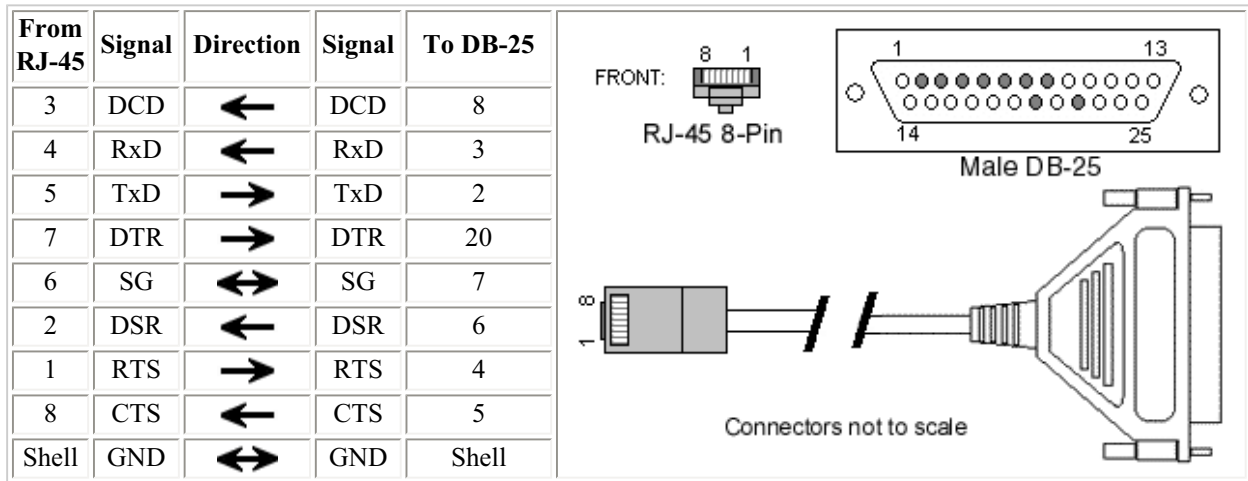 From RJ-45 Signal Direction Signal To DB-25
3 DCD DCD 8
4 RxD RxD 3
5 TxD TxD 2
7 DTR DTR 20
6 SG SG 7
2 DSR DSR 6
1 RTS RTS 4
8 CTS CTS 5
Shell GND GND Shell
8 1
FRONT:
RJ-45 8-Pin
1 13
14 25
Male DB-25
8
1
Connectors not to scale